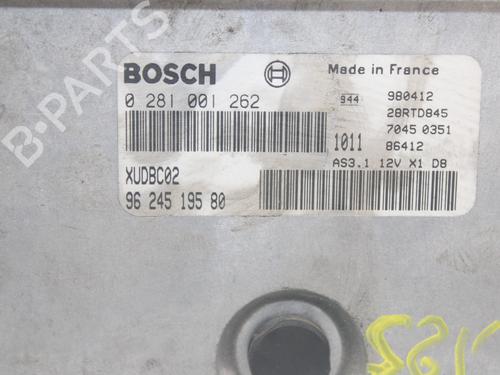 B-PARTS
BOSCH
Made in France
0 281 001 262
944 980412
28RTD845
7045 0351
1011 86412
AS3.1 12V X1 D8
XUDBC02
96 245 195 80